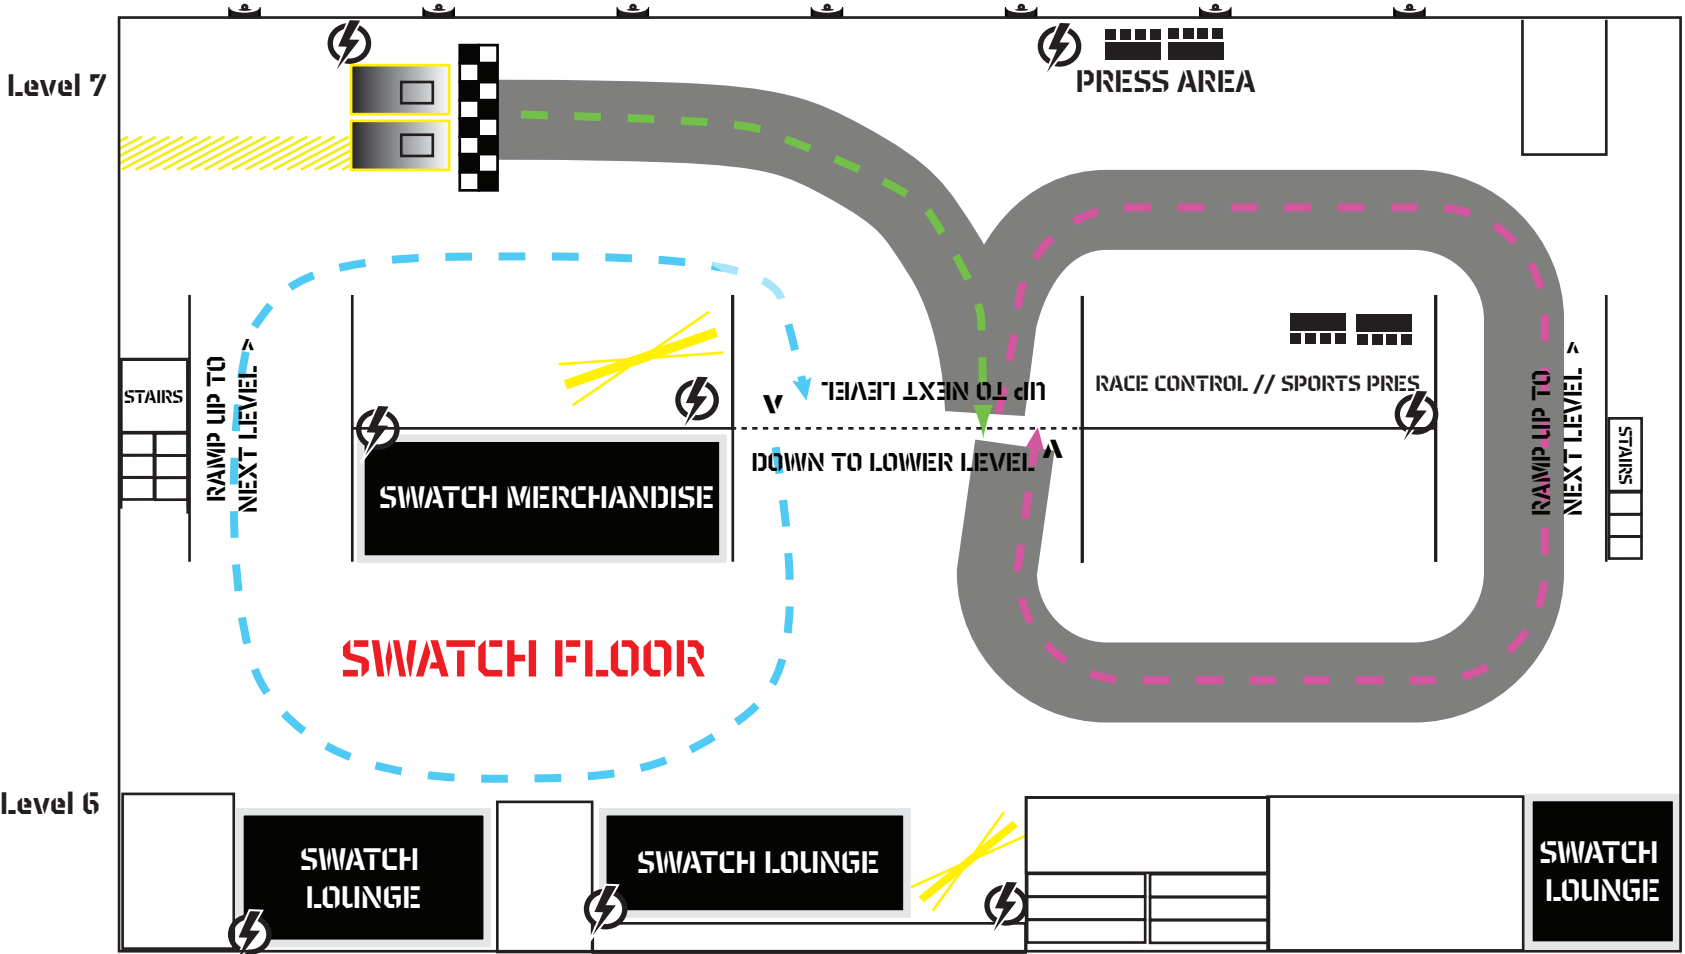 Level 7
PRESS AREA
UP TO NEXT LEVEL
RACE CONTROL // SPORTS PRES
STAIRS
RAMP UP TO
NEXT LEVEL >
RAMP UP TO
NEXT LEVEL >
STAIRS
DOWN TO LOWER LEVEL
SWATCH MERCHANDISE
SWATCH FLOOR
Level 6
SWATCH
LOUNGE
SWATCH LOUNGE
SWATCH
LOUNGE